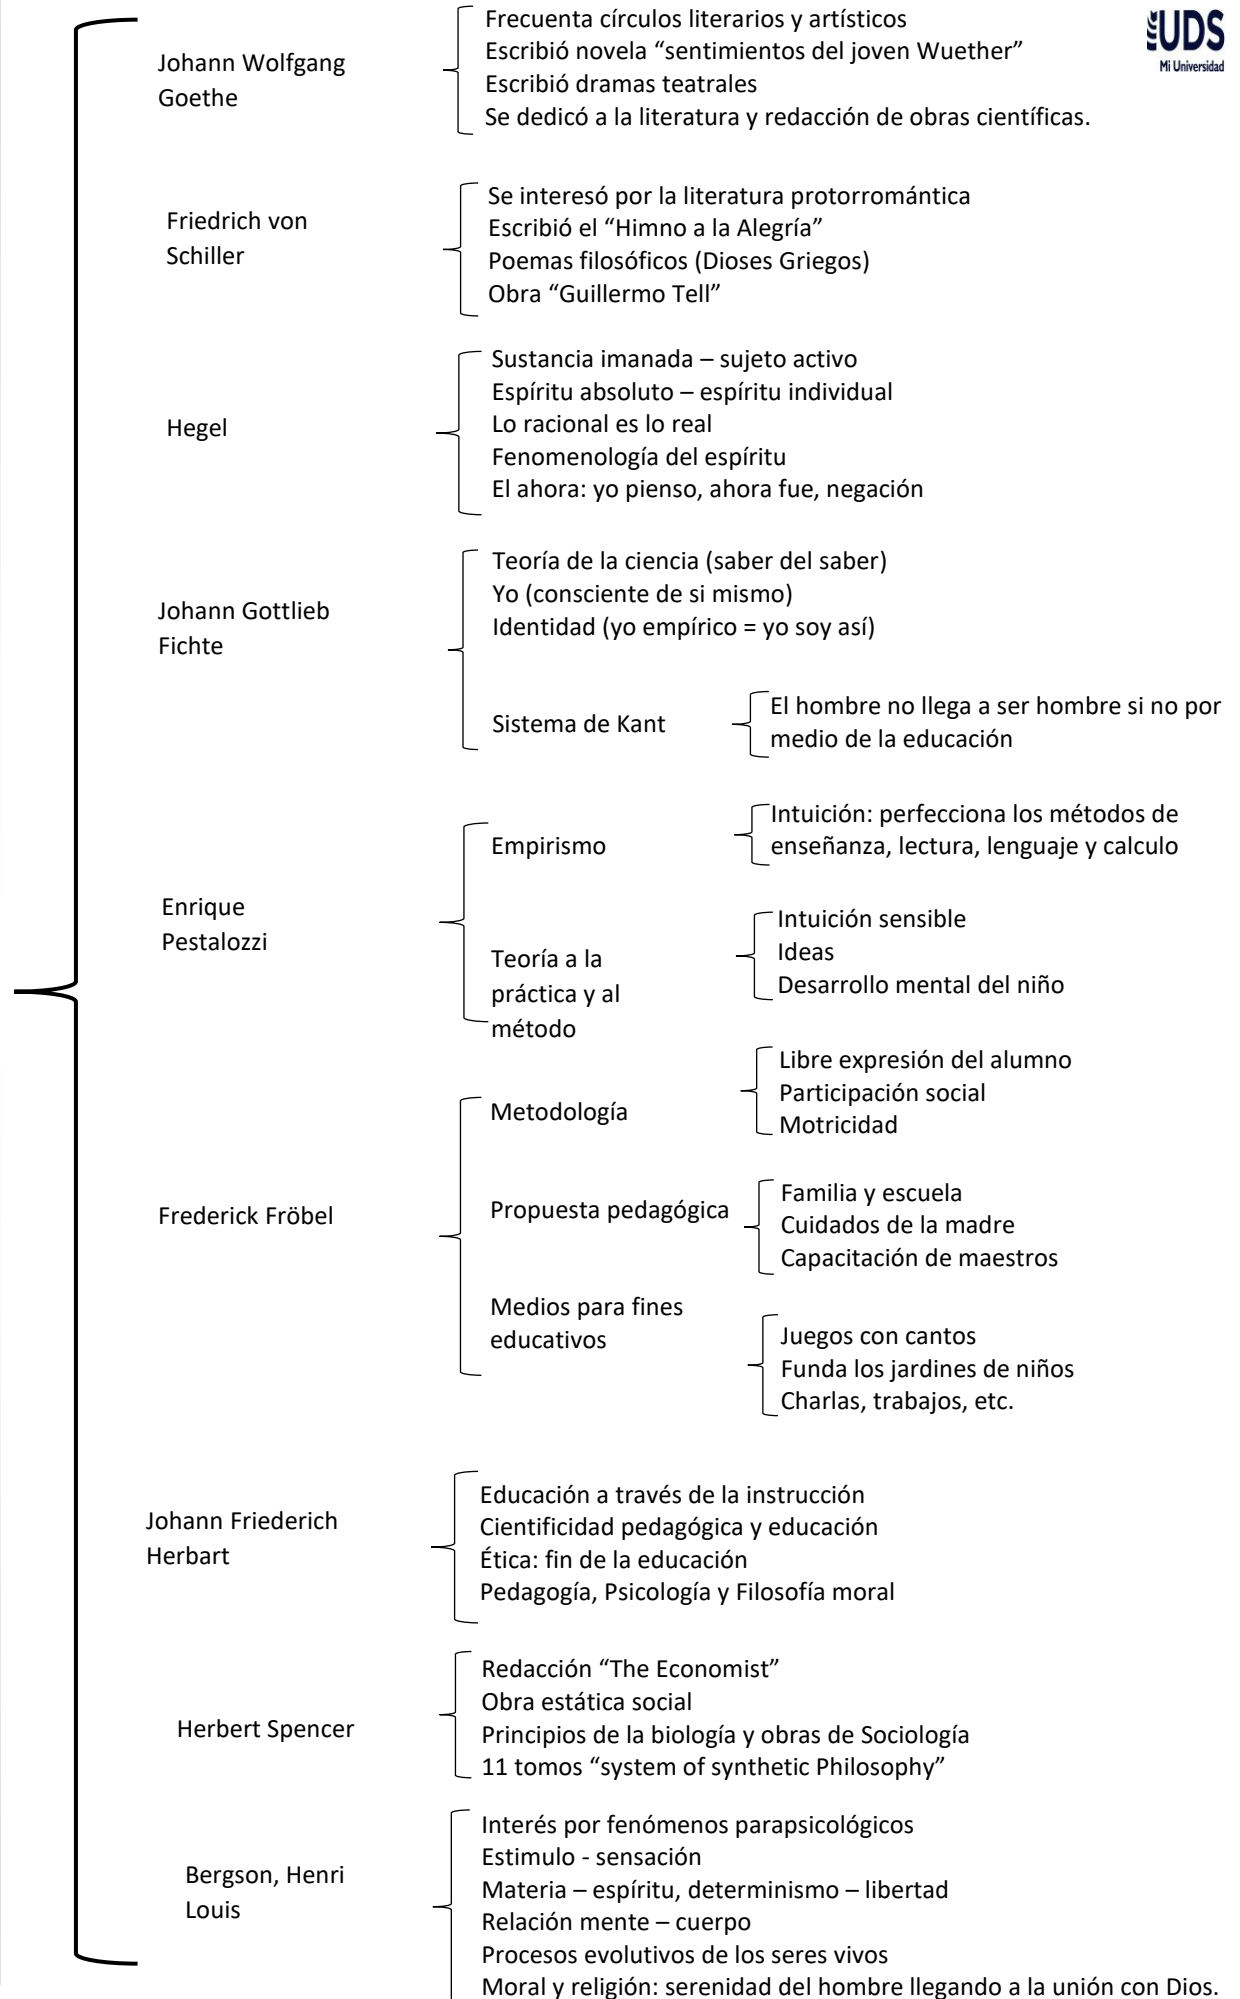 UDS
Mi Universidad
Johann Wolfgang
Goethe
Frecuenta círculos literarios y artísticos
Escribió novela “sentimientos del joven Wuether”
Escribió dramas teatrales
Se dedicó a la literatura y redacción de obras científicas.
Friedrich von
Schiller
Se interesó por la literatura protorromántica
Escribió el “Himno a la Alegría”
Poemas filosóficos (Dioses Griegos)
Obra “Guillermo Tell”
Hegel
Sustancia imanada – sujeto activo
Espíritu absoluto – espíritu individual
Lo racional es lo real
Fenomenología del espíritu
El ahora: yo pienso, ahora fue, negación
Johann Gottlieb
Fichte
Teoría de la ciencia (saber del saber)
Yo (consciente de si mismo)
Identidad (yo empírico = yo soy así)
Sistema de Kant
El hombre no llega a ser hombre si no por
medio de la educación
Enrique
Pestalozzi
Empirismo
Intuición: perfecciona los métodos de
enseñanza, lectura, lenguaje y calculo
Teoría a la
práctica y al
método
Intuición sensible
Ideas
Desarrollo mental del niño
Frederick Fröbel
Metodología
Libre expresión del alumno
Participación social
Motricidad
Propuesta pedagógica
Familia y escuela
Cuidados de la madre
Capacitación de maestros
Medios para fines
educativos
Juegos con cantos
Funda los jardines de niños
Charlas, trabajos, etc.
Johann Friederich
Herbart
Educación a través de la instrucción
Cientificidad pedagógica y educación
Ética: fin de la educación
Pedagogía, Psicología y Filosofía moral
Herbert Spencer
Redacción “The Economist”
Obra estática social
Principios de la biología y obras de Sociología
11 tomos “system of synthetic Philosophy”
Bergson, Henri
Louis
Interés por fenómenos parapsicológicos
Estimulo - sensación
Materia – espíritu, determinismo – libertad
Relación mente – cuerpo
Procesos evolutivos de los seres vivos
Moral y religión: serenidad del hombre llegando a la unión con Dios.